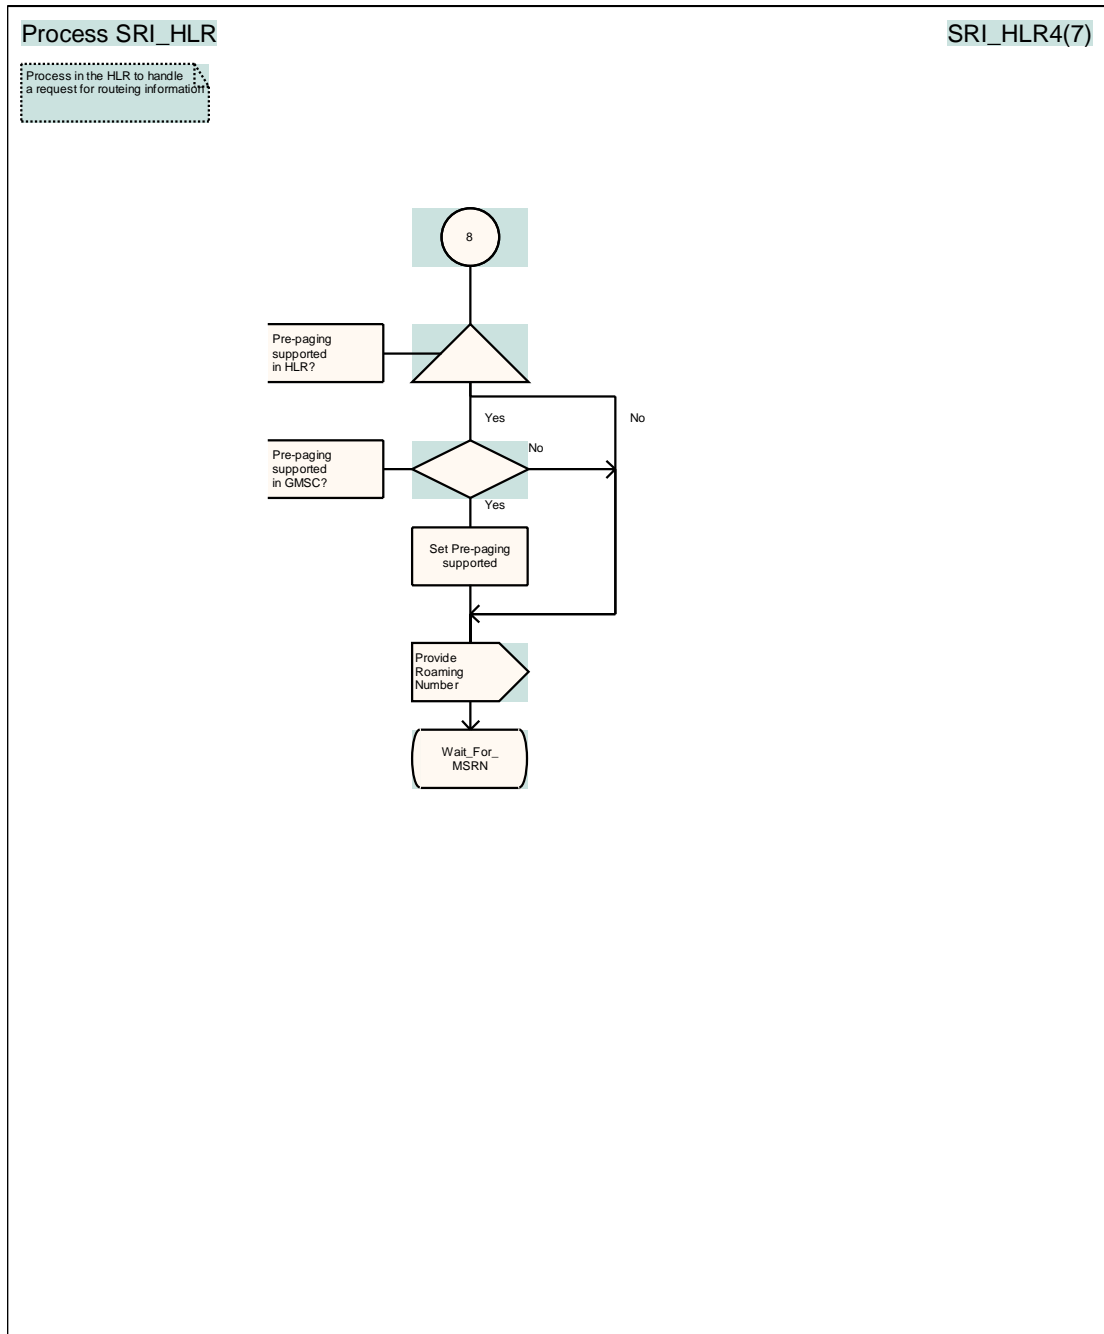 Process SRI_HLR
SRI_HLR4(7)
Process in the HLR to handle
a request for routeing information
8
Pre-paging
supported
in HLR?
Yes
No
Pre-paging
supported
in GMSC?
No
Yes
Set Pre-paging
supported
Provide
Roaming
Number
Wait_For_
MSRN